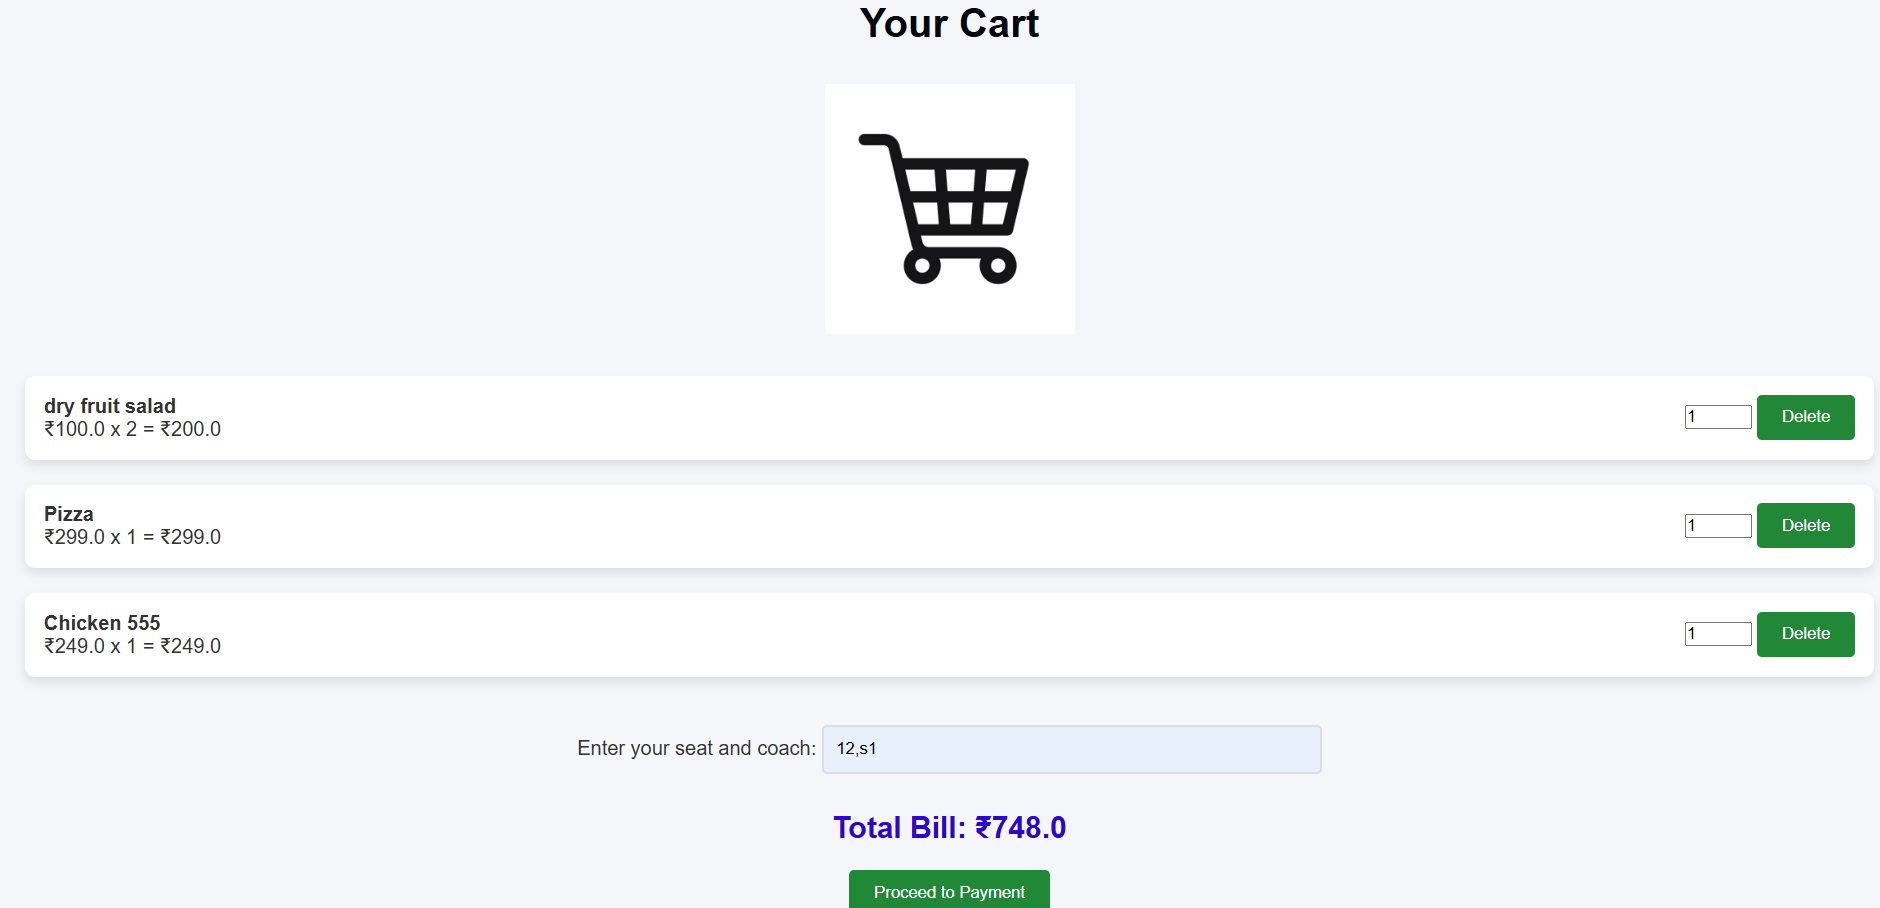 Your Cart
dry fruit salad
₹100.0 x 2 = ₹200.0
1
Delete
Pizza
₹299.0 x 1 = ₹299.0
1
Delete
Chicken 555
₹249.0 x 1 = ₹249.0
1
Delete
Enter your seat and coach: 12,s1
Total Bill: ₹748.0
Proceed to Payment